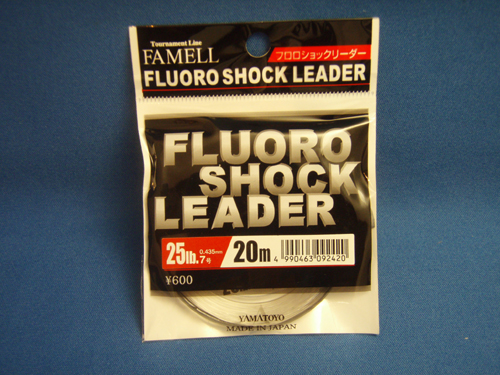 Tournament Line
FAMELL
フロロショックリーダー
FLUORO SHOCK LEADER
FLUORO
SHOCK
LEADER
25lb. 0.435mm 7号 20m
4 990463 092420
¥600
YAMATOYO
MADE IN JAPAN